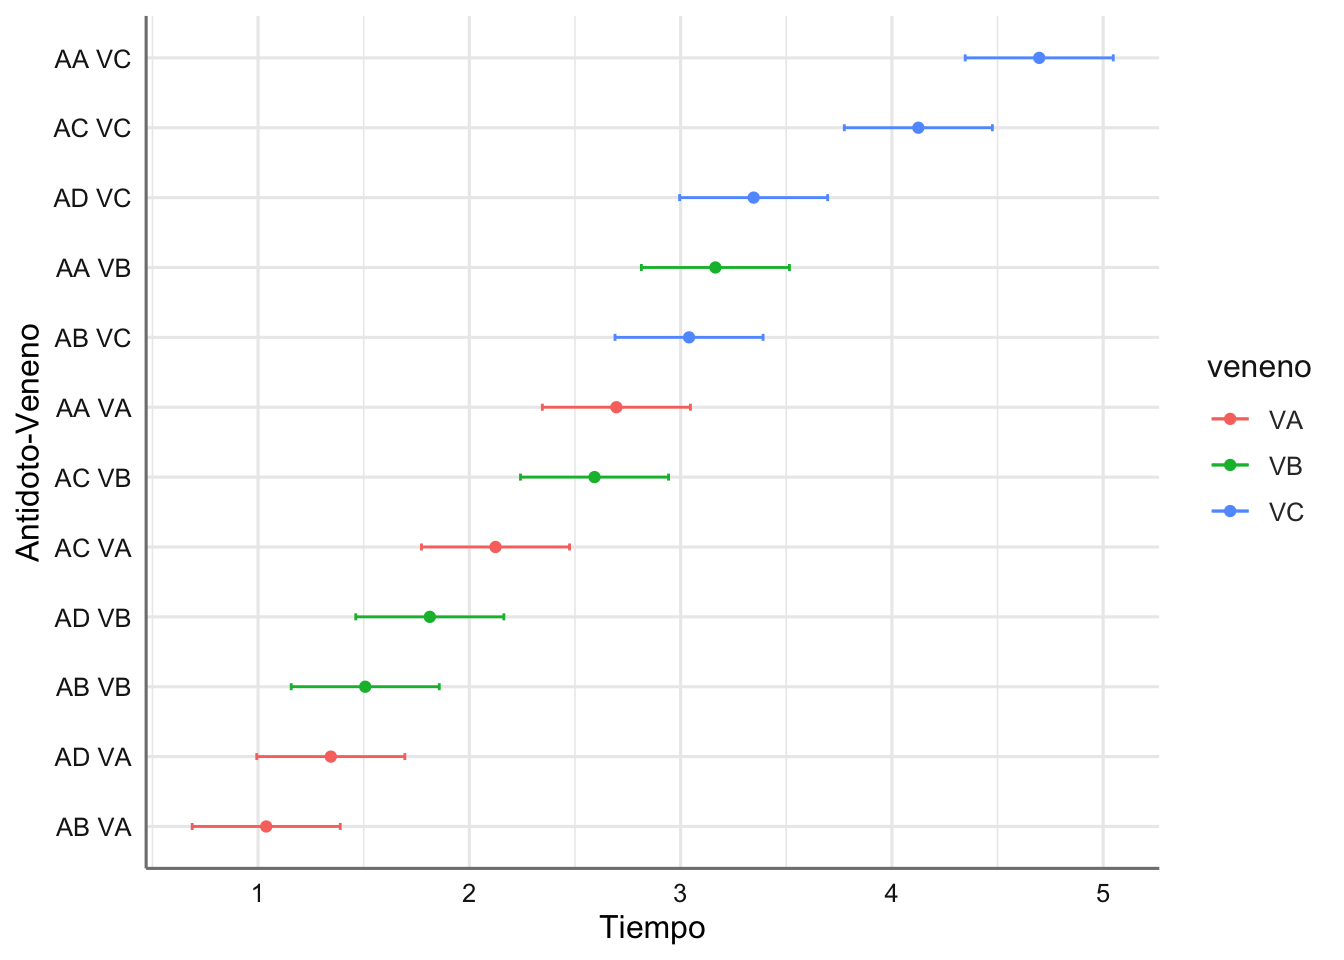 Antidoto-Veneno
AA VC
AC VC
AD VC
AA VB
AB VC
AA VA
AC VB
AC VA
AD VB
AB VB
AD VA
AB VA
1 2 3 4 5
Tiempo
veneno
VA
VB
VC